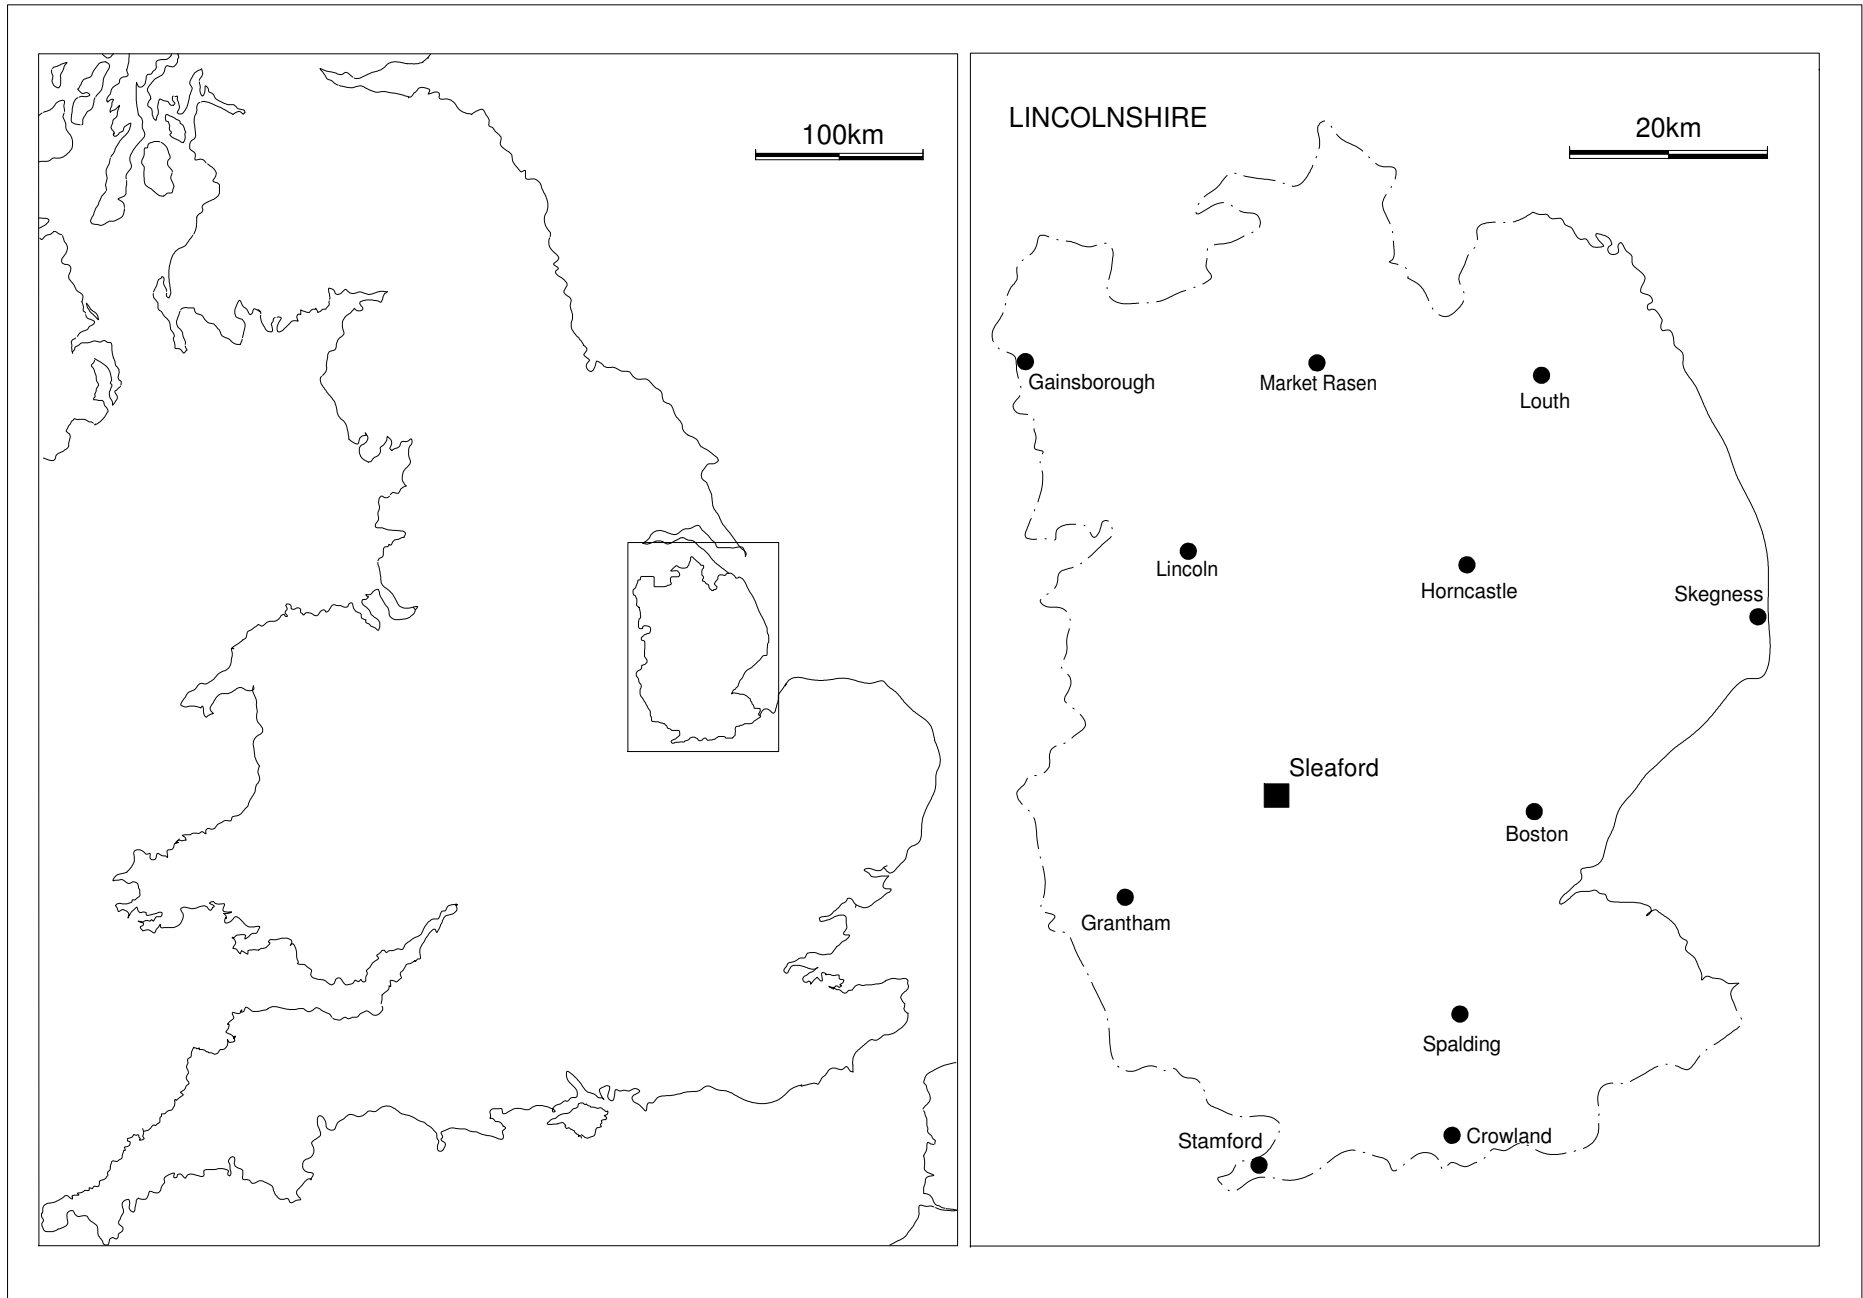 100km
LINCOLNSHIRE
20km
Gainsborough
Market Rasen
Louth
Lincoln
Horncastle
Skegness
Sleaford
Boston
Grantham
Spalding
Stamford
Crowland